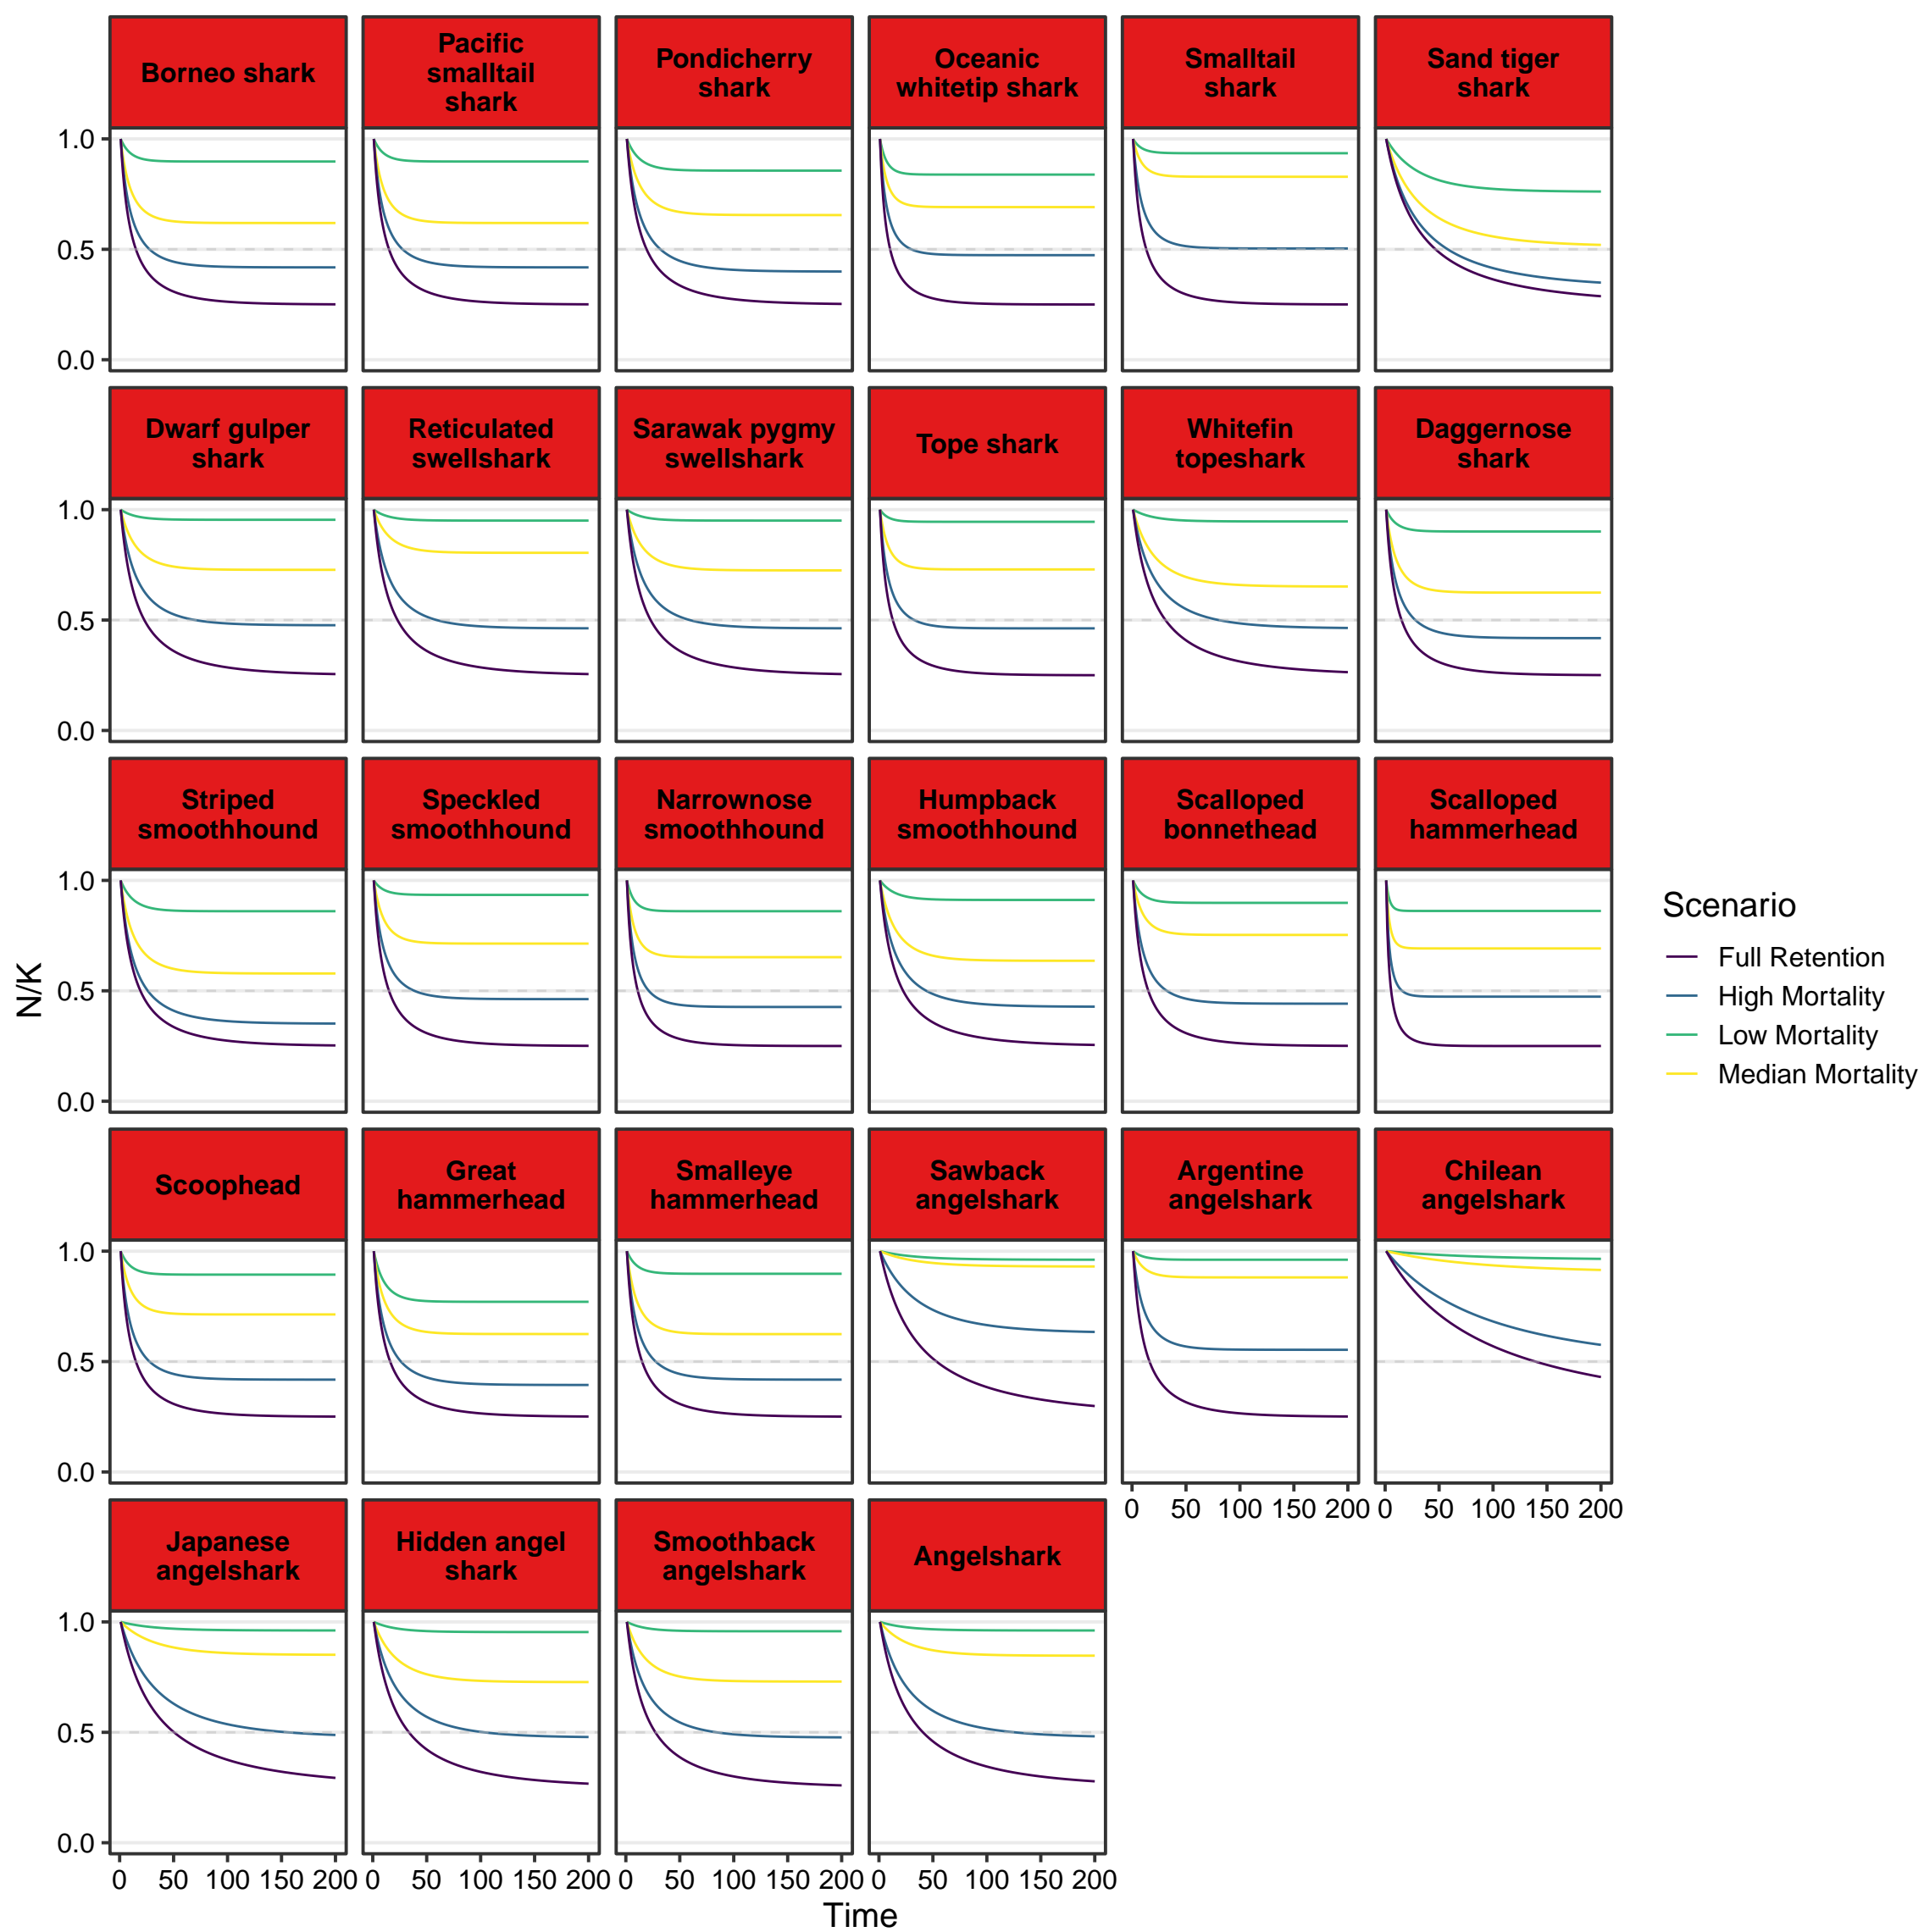 Borneo shark
Pacific
smalltail
shark
Pondicherry
shark
Oceanic
whitetip shark
Smalltail
shark
Sand tiger
shark
1.0
0.5
0.0
Dwarf gulper
shark
Reticulated
swellshark
Sarawak pygmy
swellshark
Tope shark
Whitefin
topeshark
Daggernose
shark
1.0
0.5
0.0
Striped
smoothhound
Speckled
smoothhound
Narrownose
smoothhound
Humpback
smoothhound
Scalloped
bonnethead
Scalloped
hammerhead
1.0
0.5
0.0
N/K
Scenario
Full Retention
High Mortality
Low Mortality
Median Mortality
Scoophead
Great
hammerhead
Smalleye
hammerhead
Sawback
angelshark
Argentine
angelshark
Chilean
angelshark
1.0
0.5
0.0
0 50 100 150 200
0 50 100 150 200
Japanese
angelshark
Hidden angel
shark
Smoothback
angelshark
Angelshark
1.0
0.5
0.0
0 50 100 150 200
0 50 100 150 200
0 50 100 150 200
0 50 100 150 200
Time